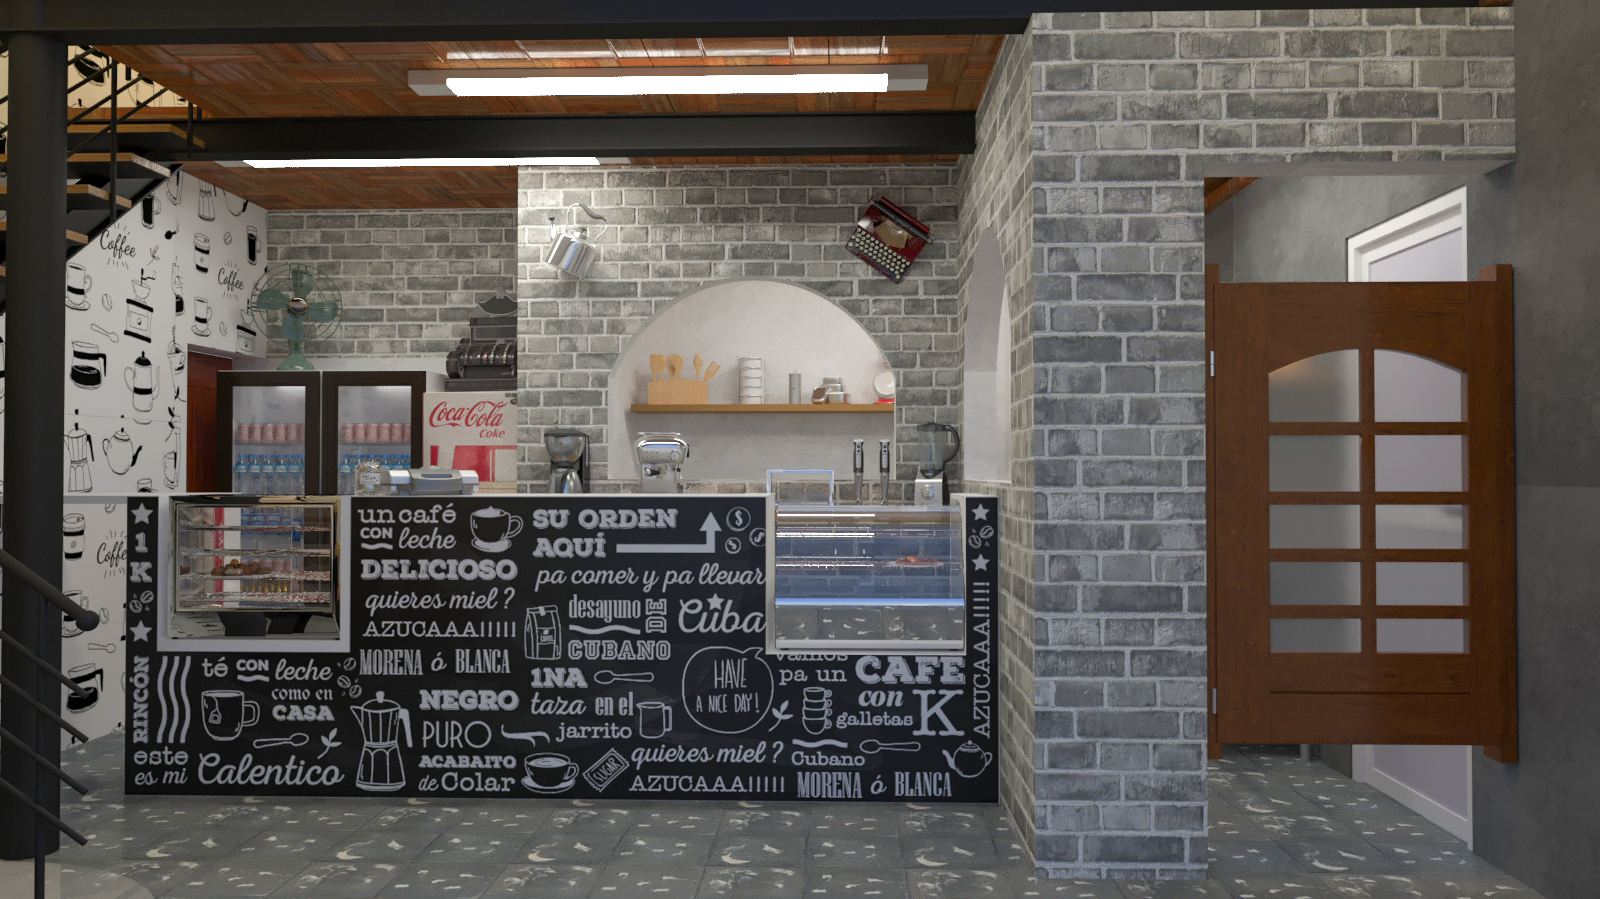 Coffee
Coffee
Coca-Cola
Coke
1
K
RINCÓN
un café
CON leche
DELICIOSO
quieres miel ?
AZUCAAA!!!!!
MORENA ó BLANCA
té CON leche
como en
CASA
este
es mi Calentico
NEGRO
PURO
ACABAITO
de Colar
SU ORDEN
AQUÍ
$
pa comer y pa llevar
desayuno
DE
CUBANO
Cuba
1NA
taza en el
jarrito
HAVE
A NICE DAY!
quieres miel ?
SUGAR
AZUCAAA!!!!!
vamos
pa un CAFE
con
galletas K
Cubano
MORENA ó BLANCA
AZUCAAA!!!!!